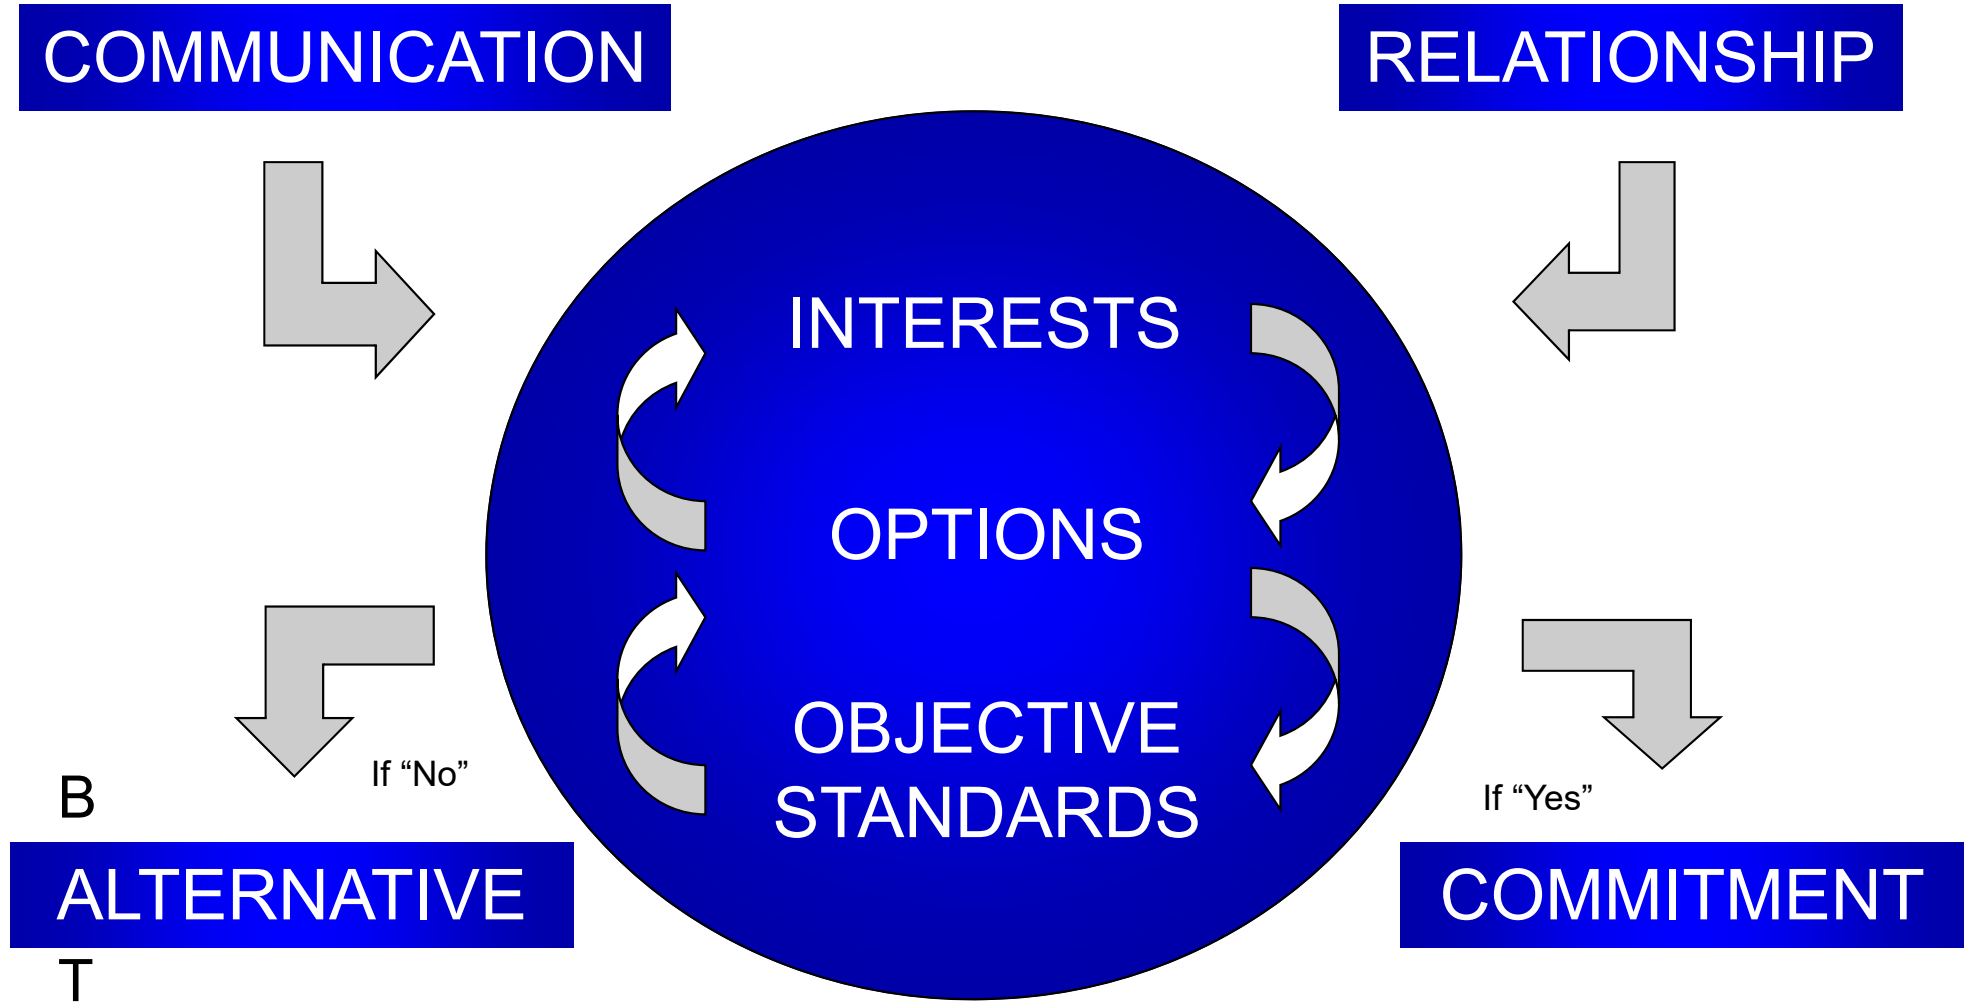 COMMUNICATION
RELATIONSHIP
INTERESTS
OPTIONS
OBJECTIVE
STANDARDS
If “No”
If “Yes”
B
ALTERNATIVE
T
COMMITMENT